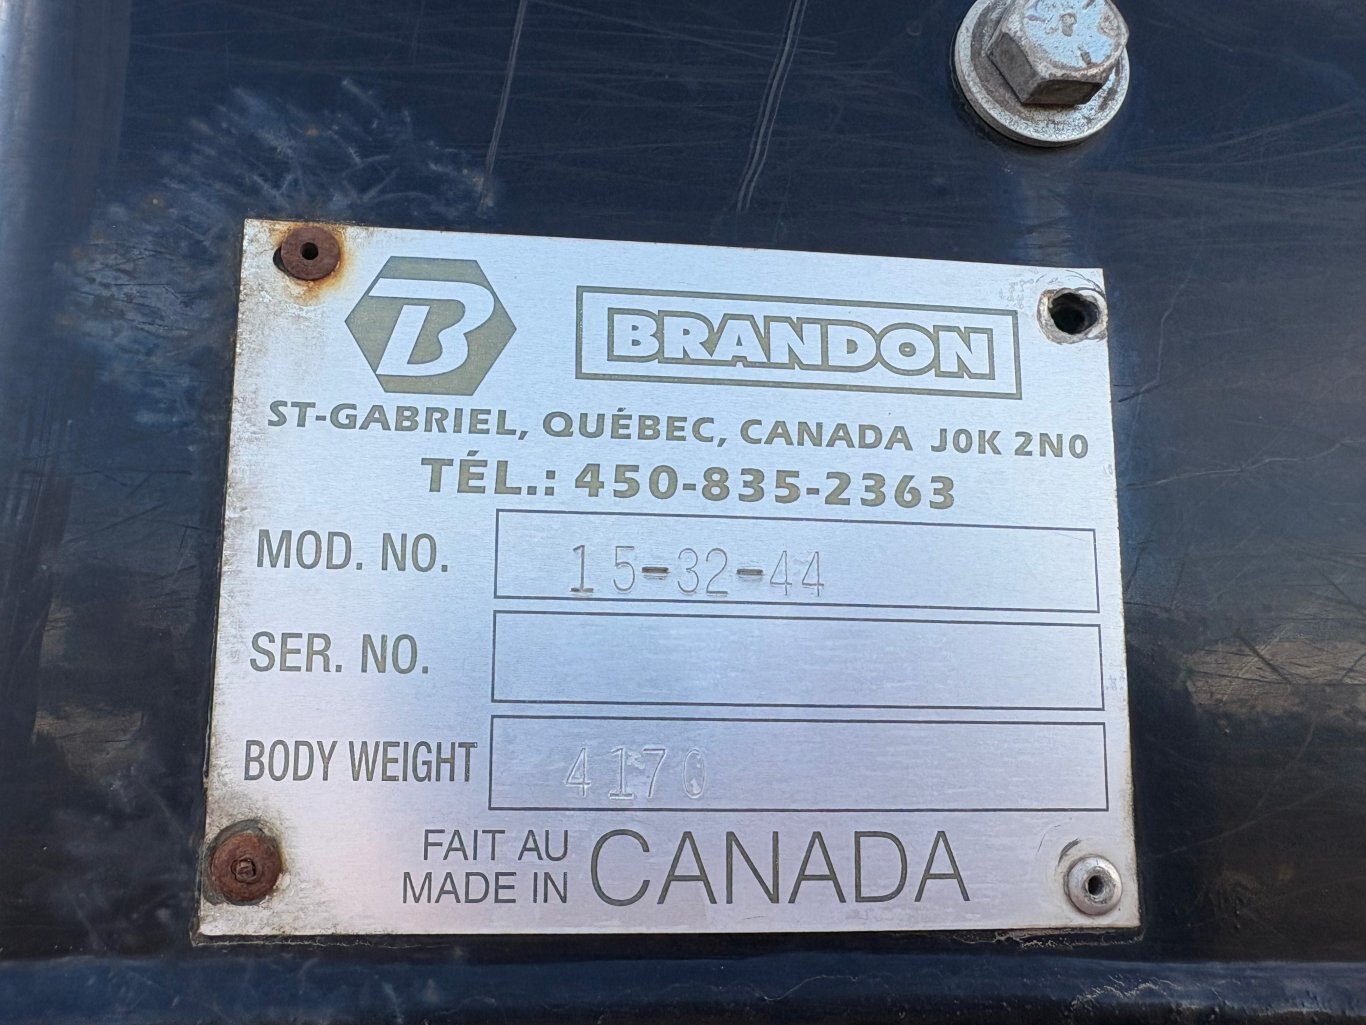 B
BRANDON
ST-GABRIEL, QUÉBEC, CANADA J0K 2N0
TÉL.: 450-835-2363
MOD. NO. 15-32-44
SER. NO.
BODY WEIGHT 4170
FAIT AU
MADE IN CANADA